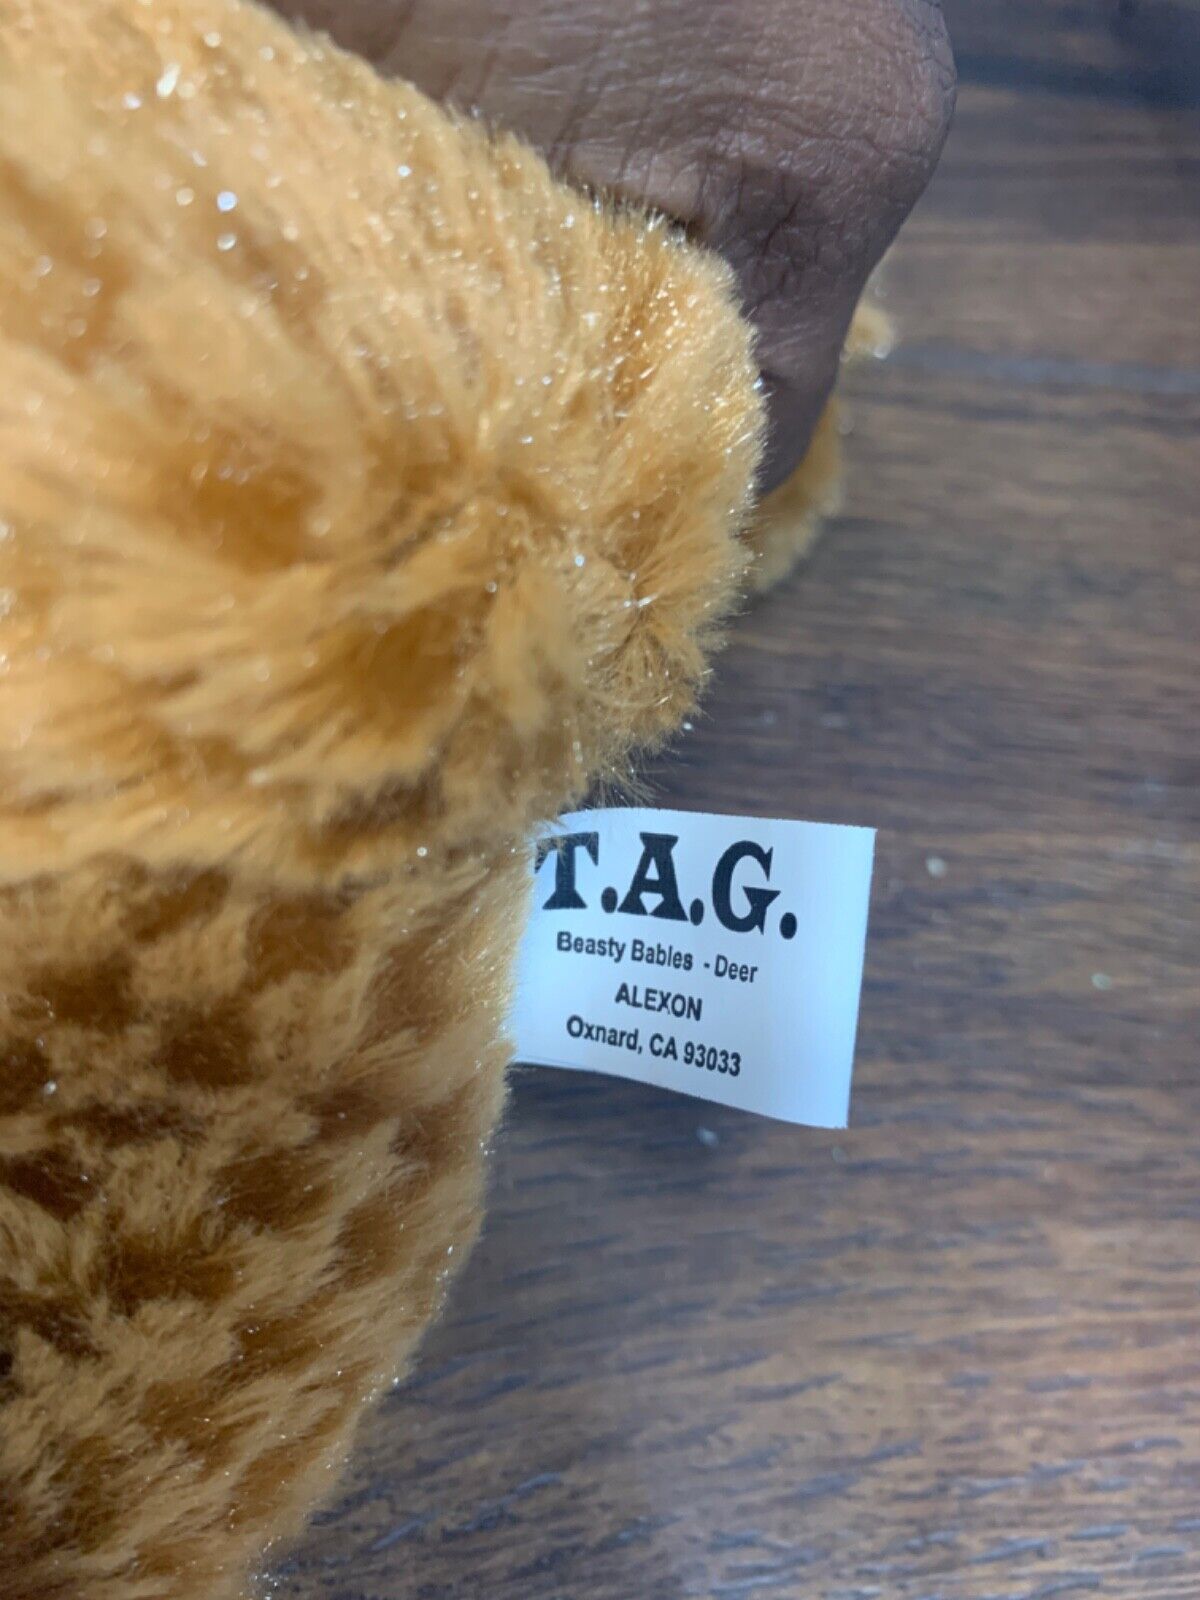 T.A.G.
Beasty Babies - Deer
ALEXON
Oxnard, CA 93033